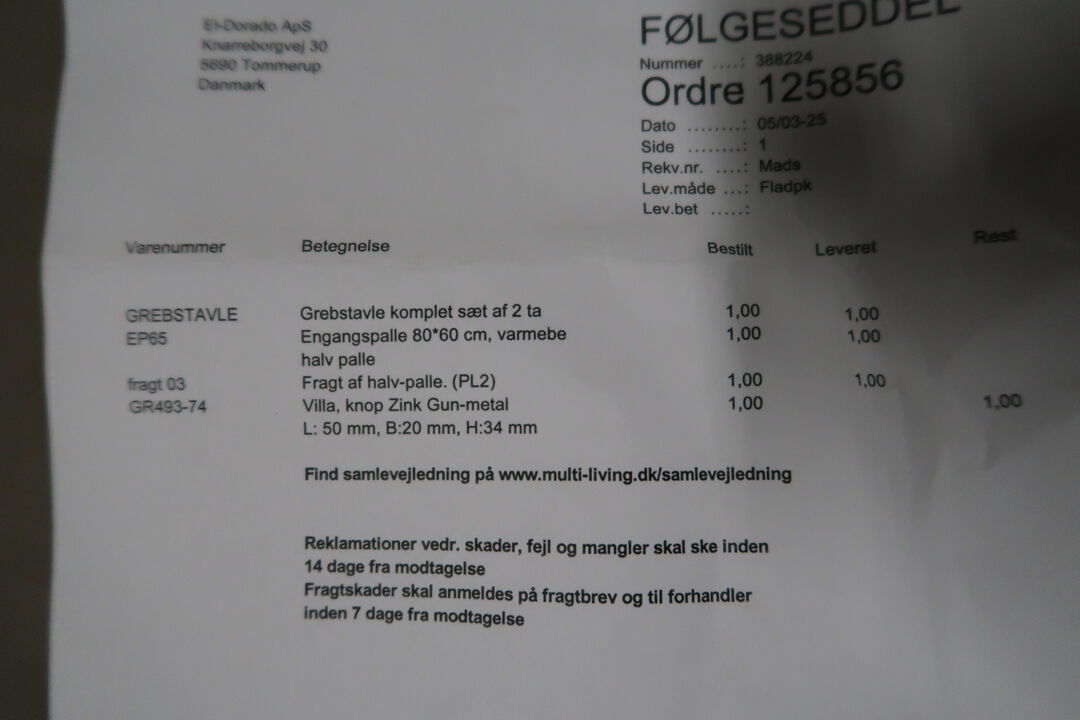 El-Dorado ApS
Knarreborgvej 30
5690 Tommerup
Danmark
FØLGESEDDEL
Nummer ....: 388224
Ordre 125856
Dato ........: 05/03-25
Side ........: 1
Rekv.nr. ....: Mads
Lev.måde ...: Fladpk
Lev.bet .....:
Varenummer Betegnelse Bestilt Leveret Rest
GREBSTAVLE Grebstavle komplet sæt af 2 ta 1,00 1,00
EP65 Engangspalle 80*60 cm, varmebe 1,00 1,00
halv palle
fragt 03 Fragt af halv-palle. (PL2) 1,00 1,00
GR493-74 Villa, knop Zink Gun-metal 1,00 1,00
L: 50 mm, B:20 mm, H:34 mm
Find samlevejledning på www.multi-living.dk/samlevejledning
Reklamationer vedr. skader, fejl og mangler skal ske inden
14 dage fra modtagelse
Fragtskader skal anmeldes på fragtbrev og til forhandler
inden 7 dage fra modtagelse